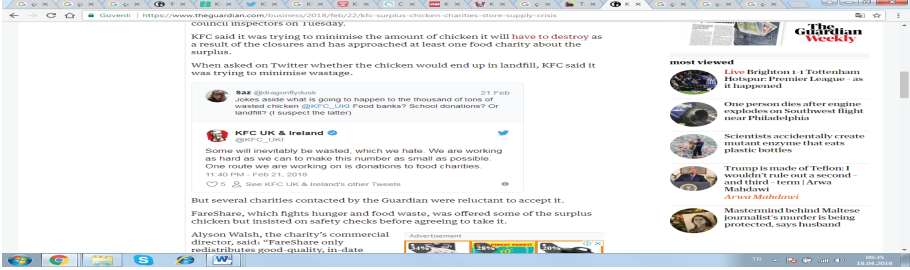 Güvenli | https://www.theguardian.com/business/2018/feb/22/kfc-surplus-chicken-charities-store-supply-crisis
council inspectors on Tuesday.
KFC said it was trying to minimise the amount of chicken it will have to destroy as
a result of the closures and has approached at least one food charity about the
surplus.
When asked on Twitter whether the chicken would end up in landfill, KFC said it
was trying to minimise wastage.
Saz @dragonflydusk 21 Feb
Jokes aside what is going to happen to the thousand of tons of
wasted chicken @KFC_UKI Food banks? School donations? Or
landfill? (I suspect the latter)
KFC UK & Ireland
@KFC_UKI
Some will inevitably be wasted, which we hate. We are working
as hard as we can to make this number as small as possible.
One route we are working on is donations to food charities.
11:40 PM - Feb 21, 2018
5 See KFC UK & Ireland's other Tweets
But several charities contacted by the Guardian were reluctant to accept it.
FareShare, which fights hunger and food waste, was offered some of the surplus
chicken but insisted on safety checks before agreeing to take it.
Alyson Walsh, the charity's commercial
director, said: "FareShare only
redistributes good-quality, in-date
Advertisement
34% 28% 20%
The
Guardian
Weekly
most viewed
Live Brighton 1-1 Tottenham
Hotspur: Premier League - as
it happened
One person dies after engine
explodes on Southwest flight
near Philadelphia
Scientists accidentally create
mutant enzyme that eats
plastic bottles
Trump is made of Teflon: I
wouldn't rule out a second -
and third - term | Arwa
Mahdawi
Arwa Mahdawi
Mastermind behind Maltese
journalist's murder is being
protected, says husband
TR
00:35
18.04.2018